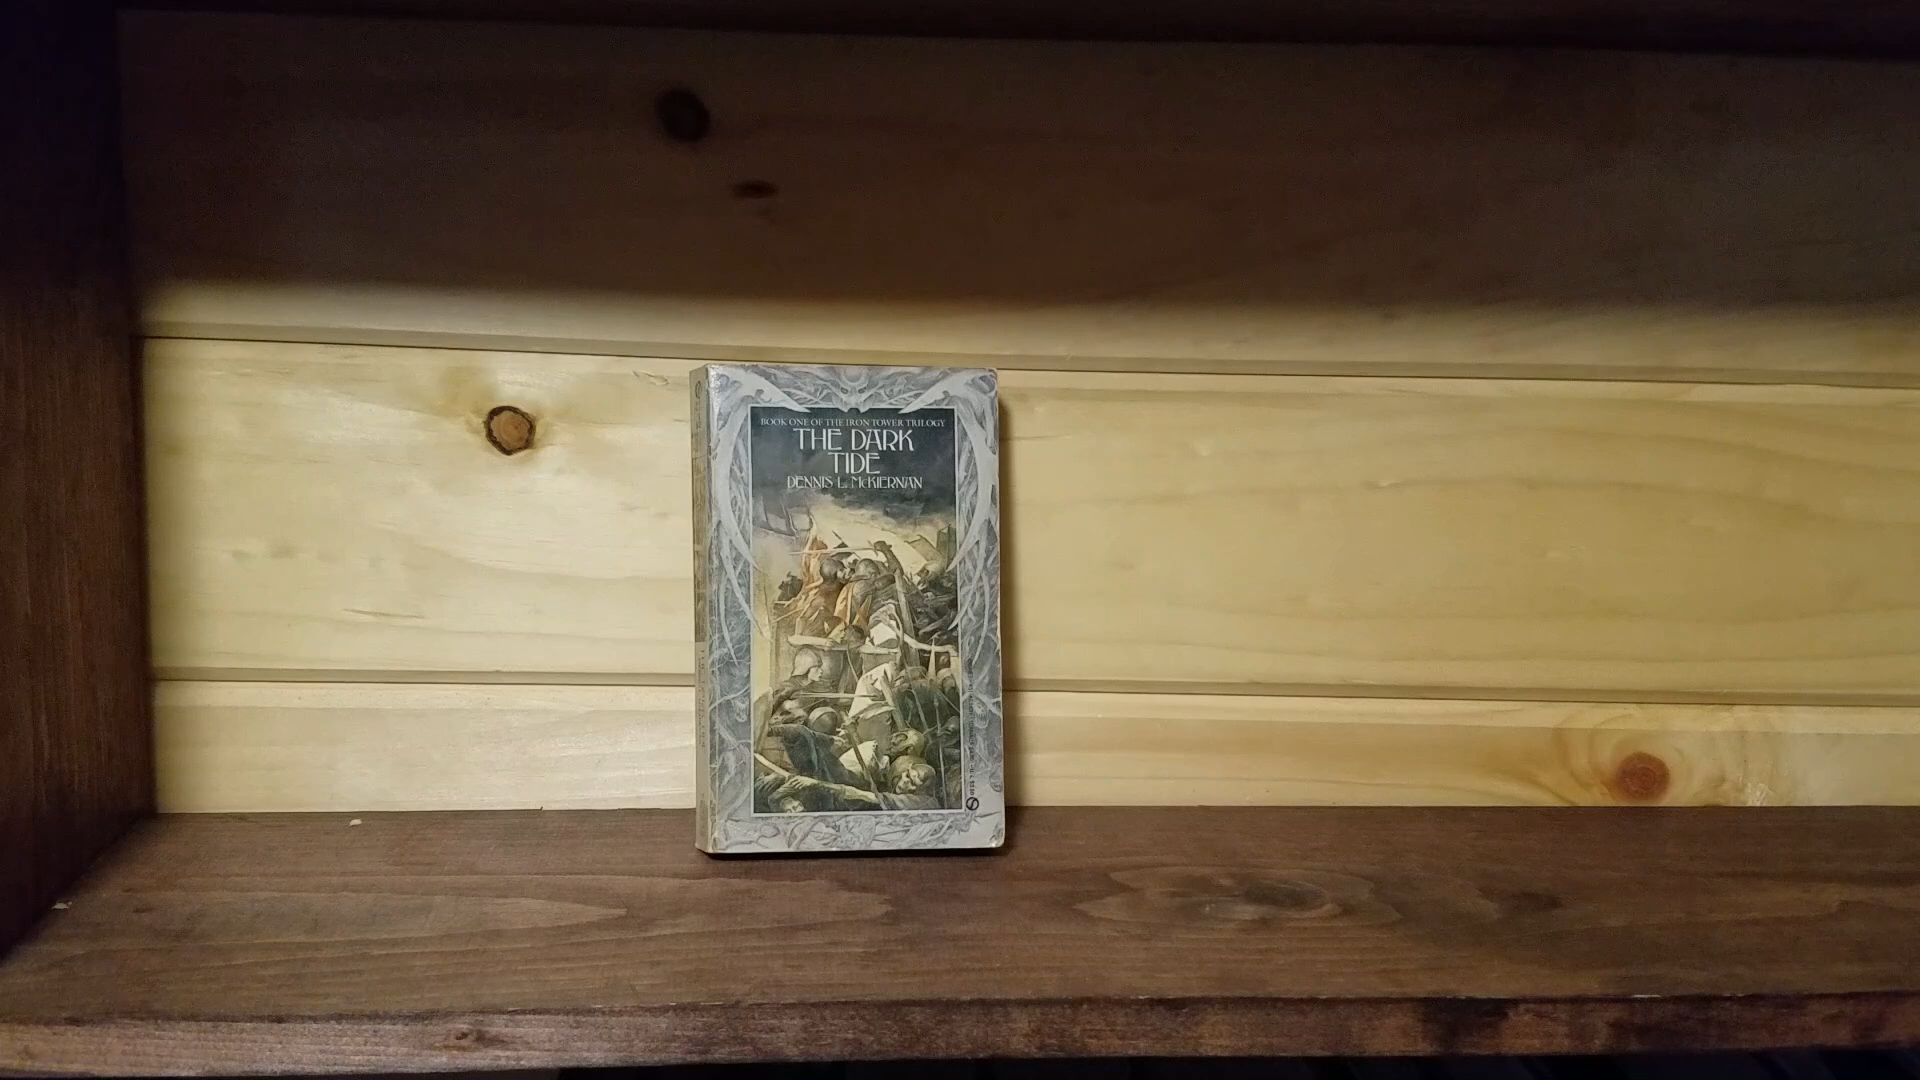 BOOK ONE OF THE IRON TOWER TRILOGY
THE DARK
TIDE
DENNIS L. McKIERNAN